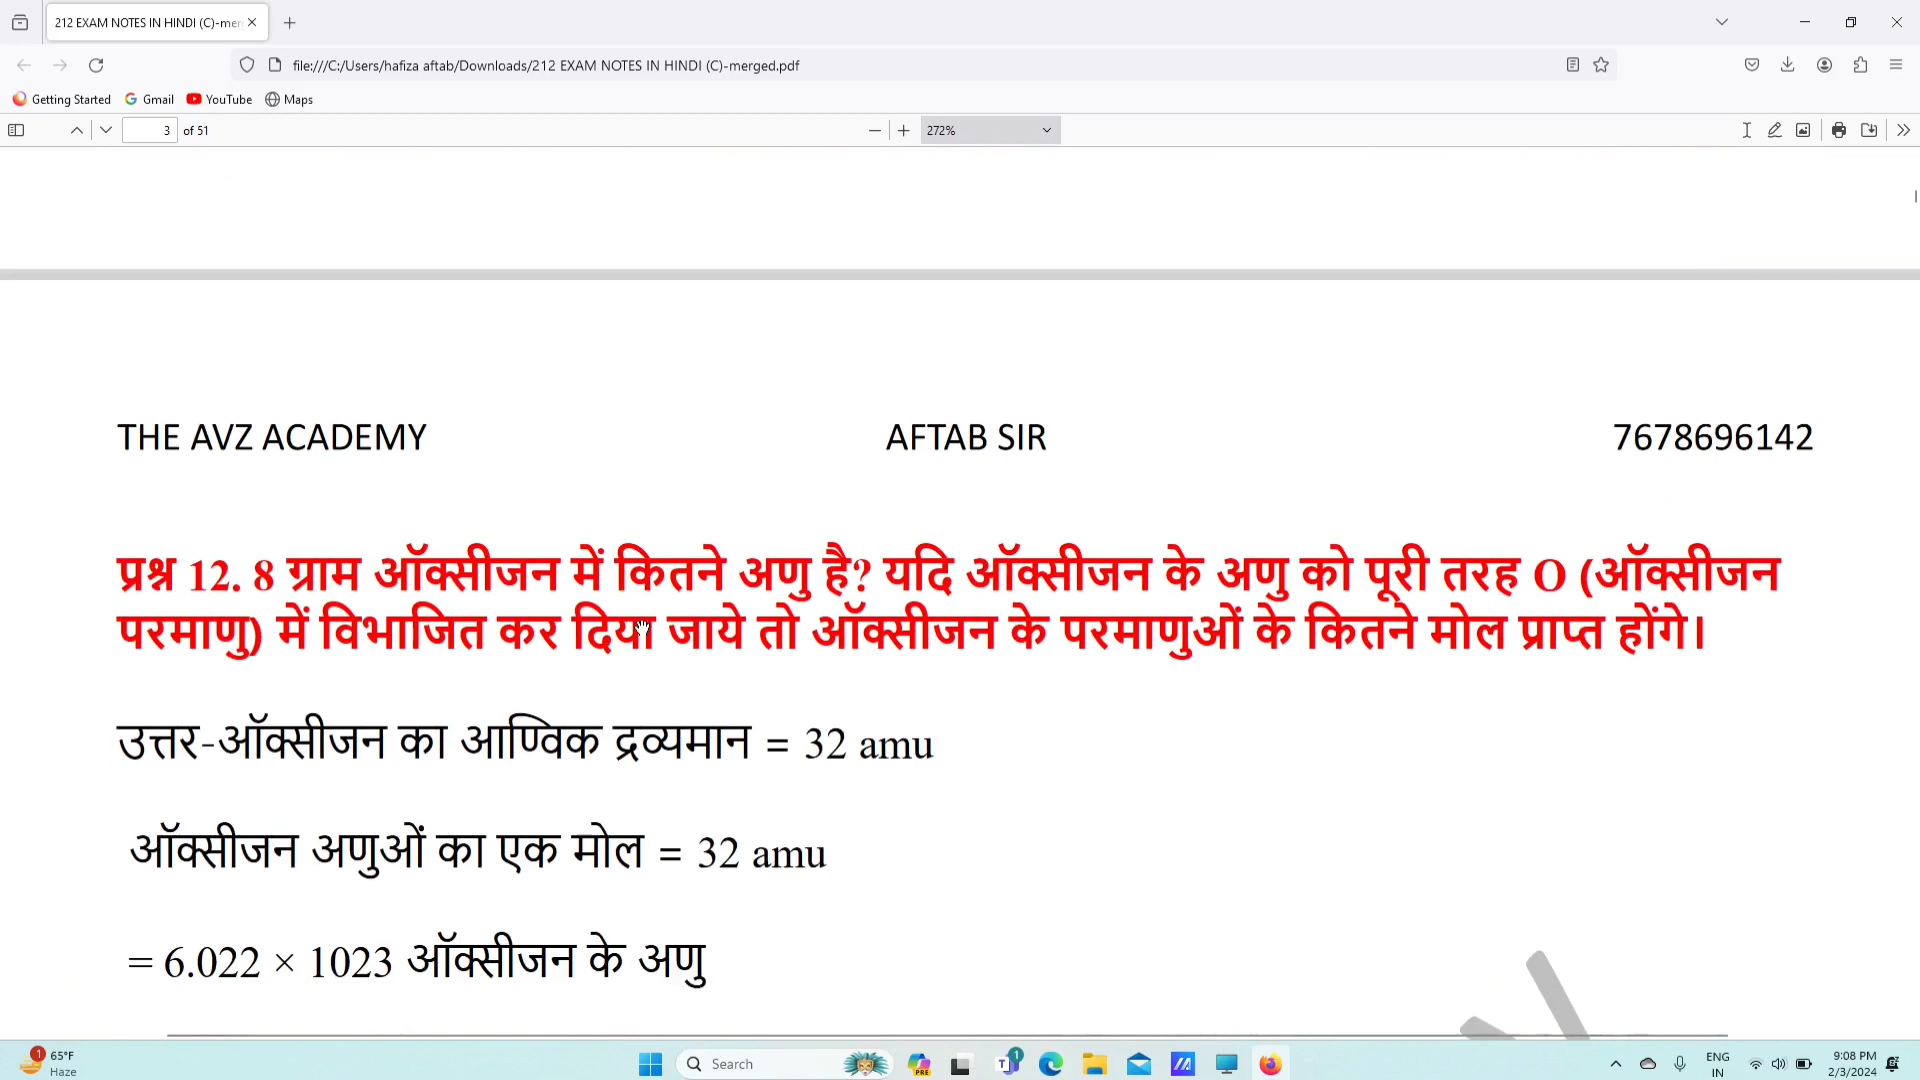 212 EXAM NOTES IN HINDI (C)-mer
file:///C:/Users/hafiza aftab/Downloads/212 EXAM NOTES IN HINDI (C)-merged.pdf
Getting Started Gmail YouTube Maps
3 of 51 272%
THE AVZ ACADEMY AFTAB SIR 7678696142
प्रश्न 12. 8 ग्राम ऑक्सीजन में कितने अणु है? यदि ऑक्सीजन के अणु को पूरी तरह O (ऑक्सीजन
परमाणु) में विभाजित कर दिया जाये तो ऑक्सीजन के परमाणुओं के कितने मोल प्राप्त होंगे।
उत्तर-ऑक्सीजन का आण्विक द्रव्यमान = 32 amu
ऑक्सीजन अणुओं का एक मोल = 32 amu
= 6.022 × 1023 ऑक्सीजन के अणु
1 65°F
Haze
Search
PRE
1
ENG
IN
9:08 PM
2/3/2024